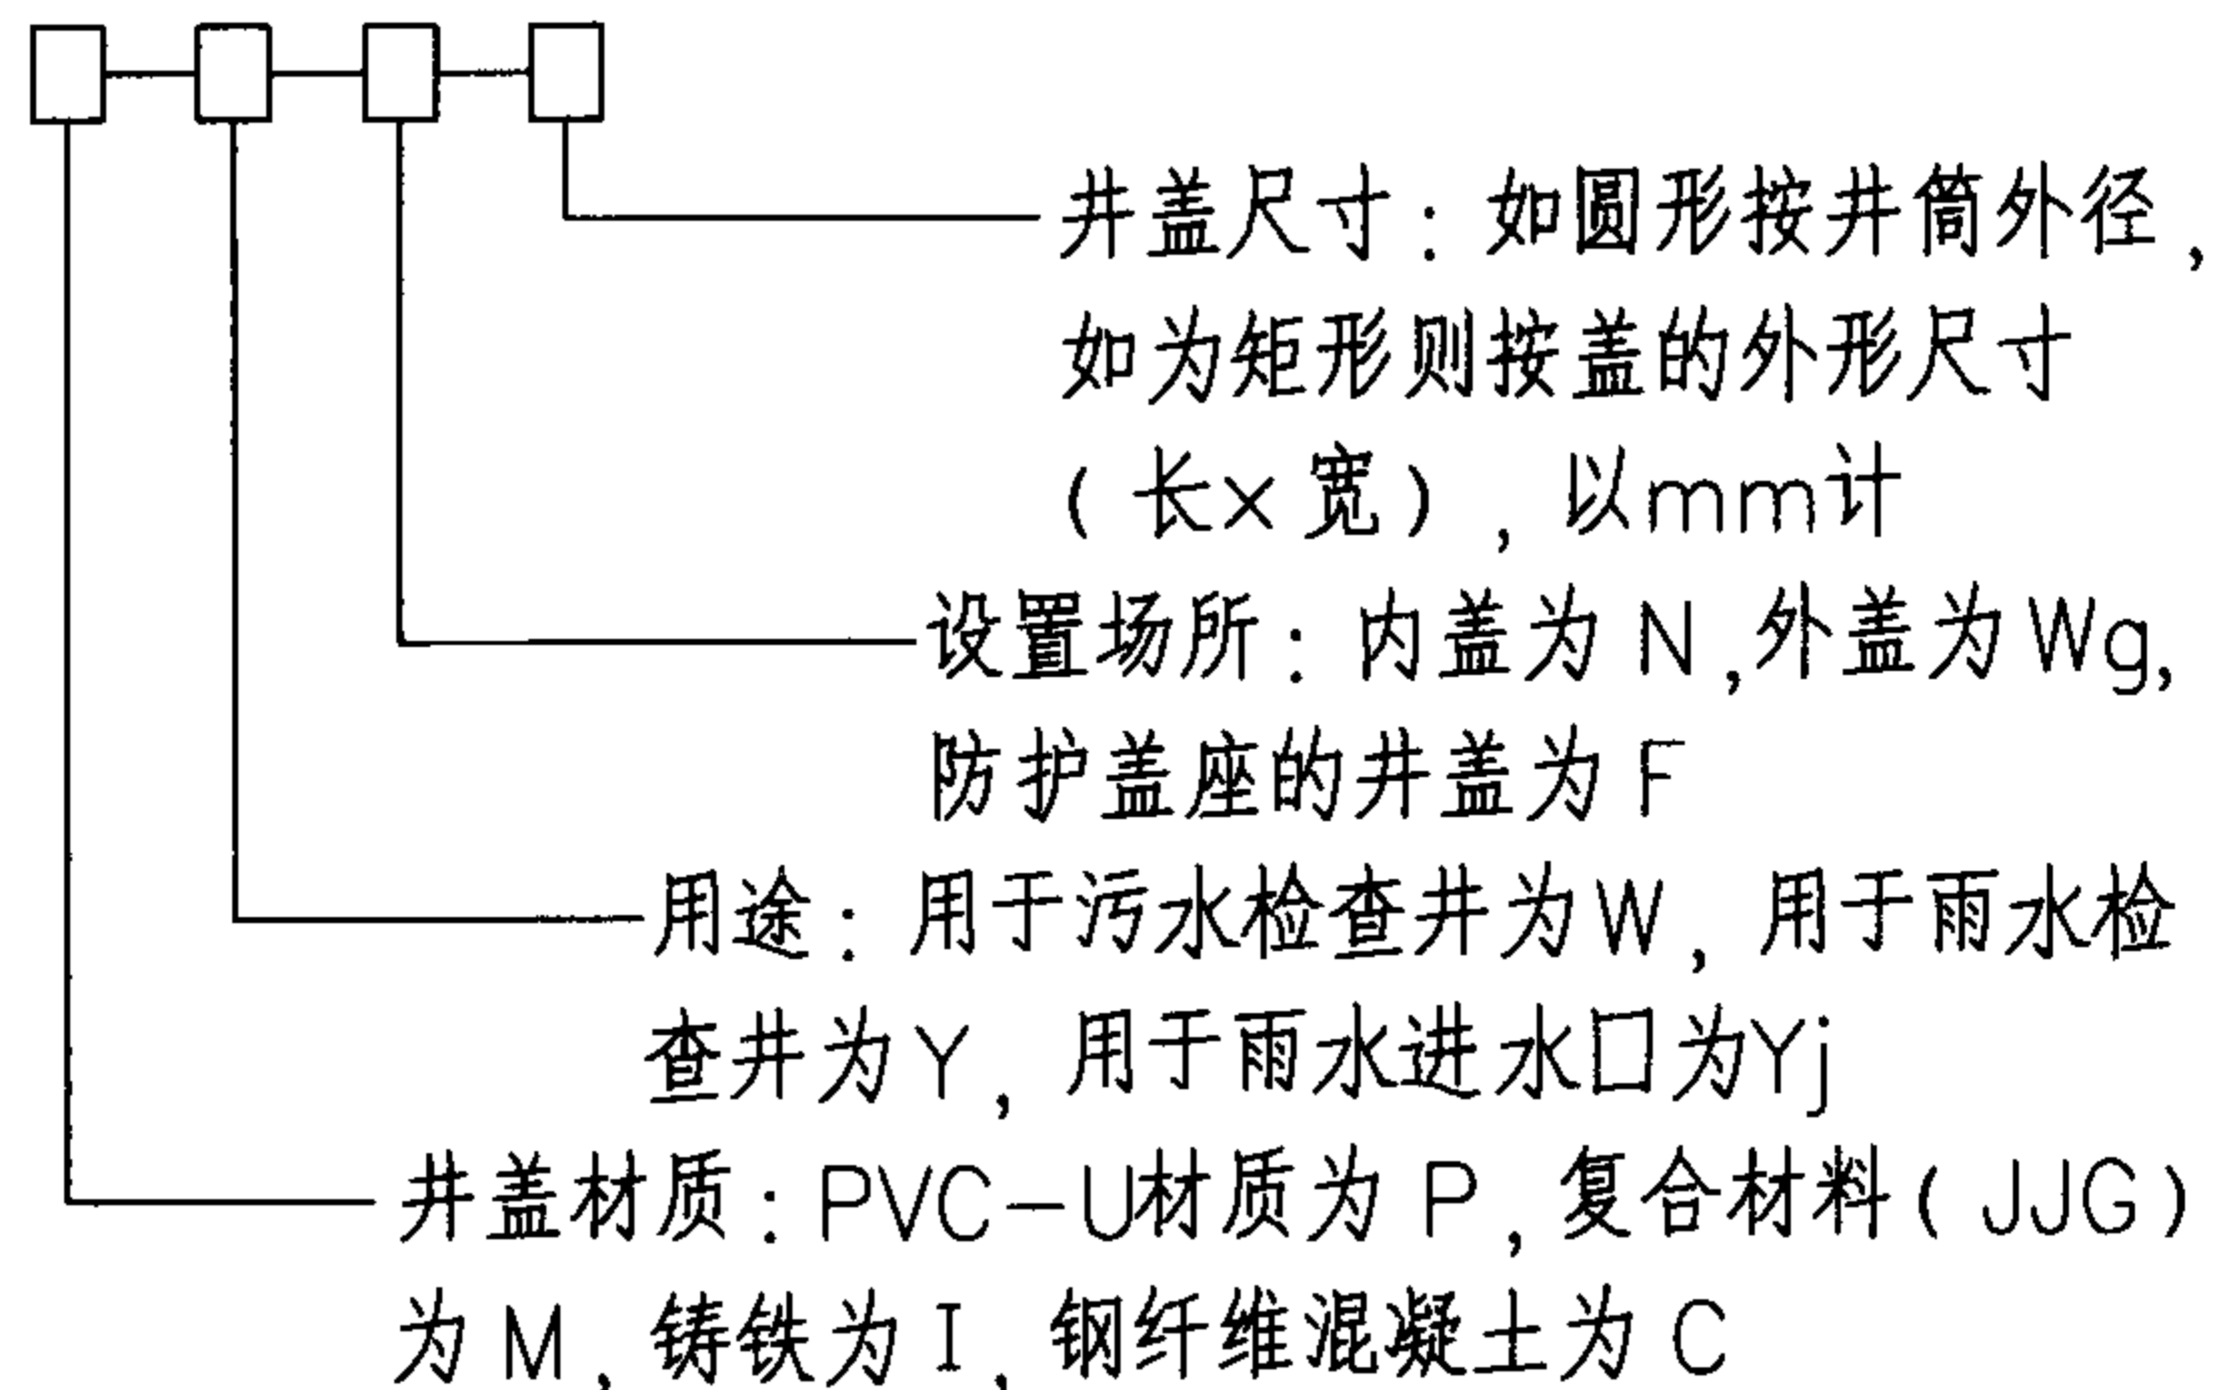 井盖尺寸：如圆形按井筒外径，
如为矩形则按盖的外形尺寸
（长×宽），以mm计
设置场所：内盖为N，外盖为Wg，
防护盖座的井盖为F
用途：用于污水检查井为W，用于雨水检
查井为Y，用于雨水进水口为Yj
井盖材质：PVC-U材质为P，复合材料（JJG）
为M，铸铁为I，钢纤维混凝土为C